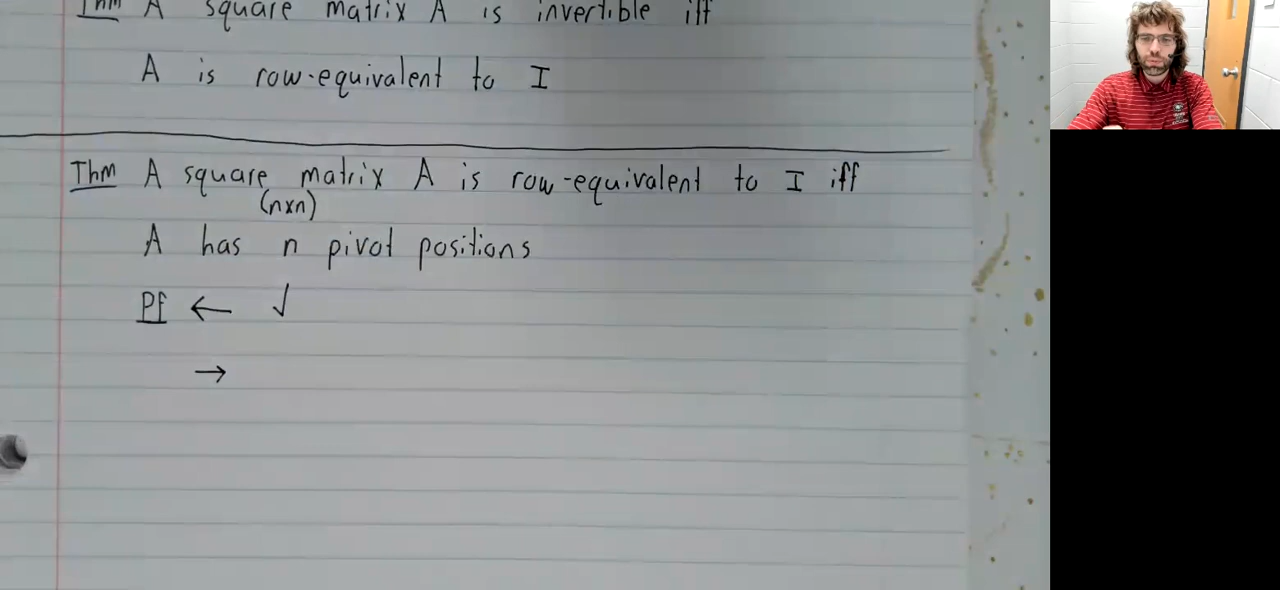 Thm A square matrix A is invertible iff
A is row-equivalent to I
Thm A square matrix A is row-equivalent to I iff
(n×n)
A has n pivot positions
Pf ← ✓
→